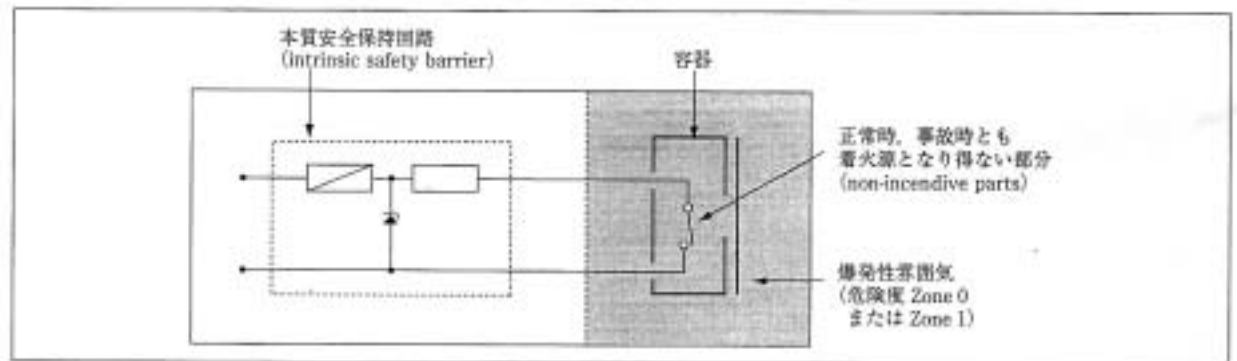 本質安全保持回路
(intrinsic safety barrier)
容器
正常時，事故時とも
着火源となり得ない部分
(non-incendive parts)
爆発性雰囲気
(危険度 Zone 0
または Zone 1)